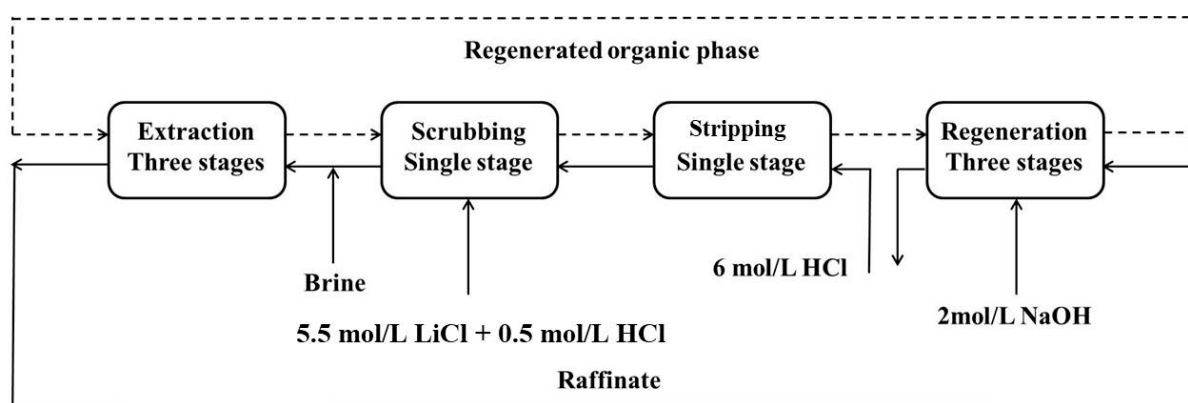 Regenerated organic phase
Extraction
Three stages
Scrubbing
Single stage
Stripping
Single stage
Regeneration
Three stages
Brine
6 mol/L HCl
2mol/L NaOH
5.5 mol/L LiCl + 0.5 mol/L HCl
Raffinate